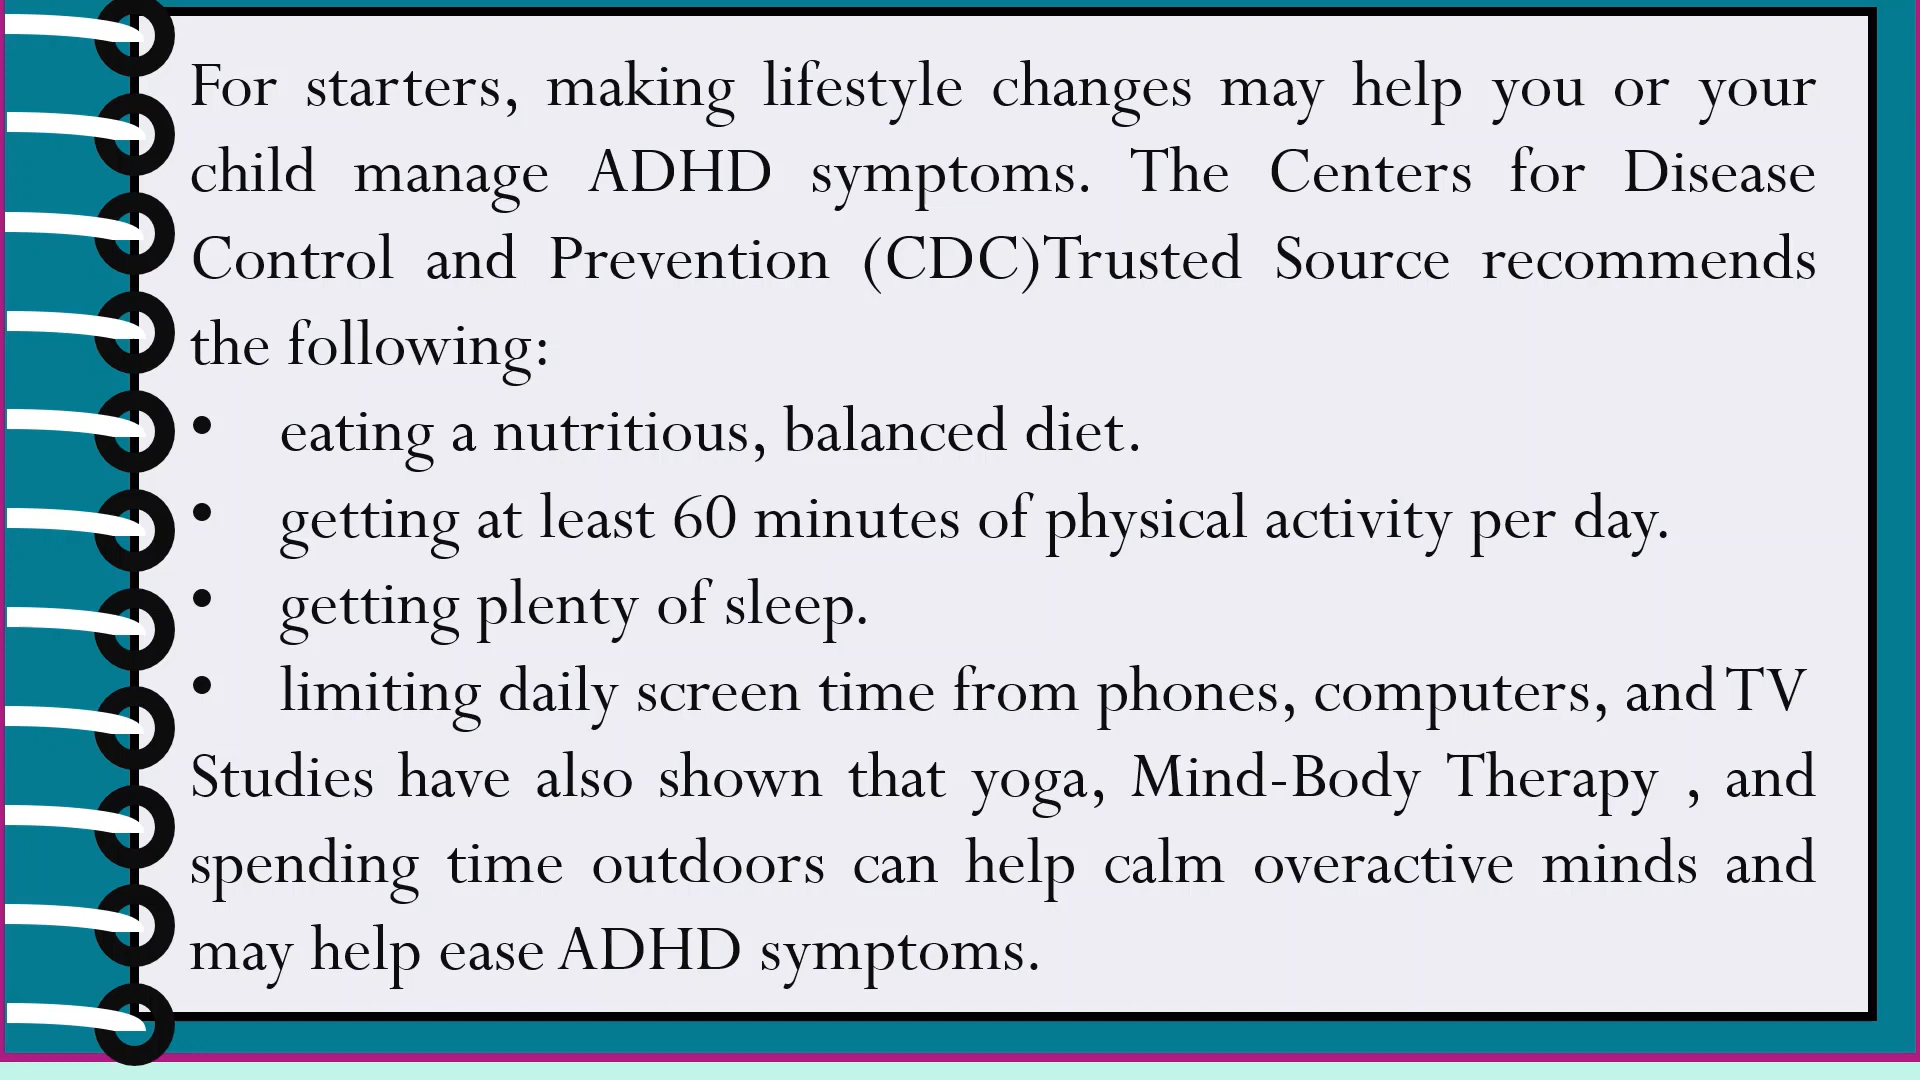 For starters, making lifestyle changes may help you or your
child manage ADHD symptoms. The Centers for Disease
Control and Prevention (CDC)Trusted Source recommends
the following:
• eating a nutritious, balanced diet.
• getting at least 60 minutes of physical activity per day.
• getting plenty of sleep.
• limiting daily screen time from phones, computers, and TV
Studies have also shown that yoga, Mind-Body Therapy , and
spending time outdoors can help calm overactive minds and
may help ease ADHD symptoms.